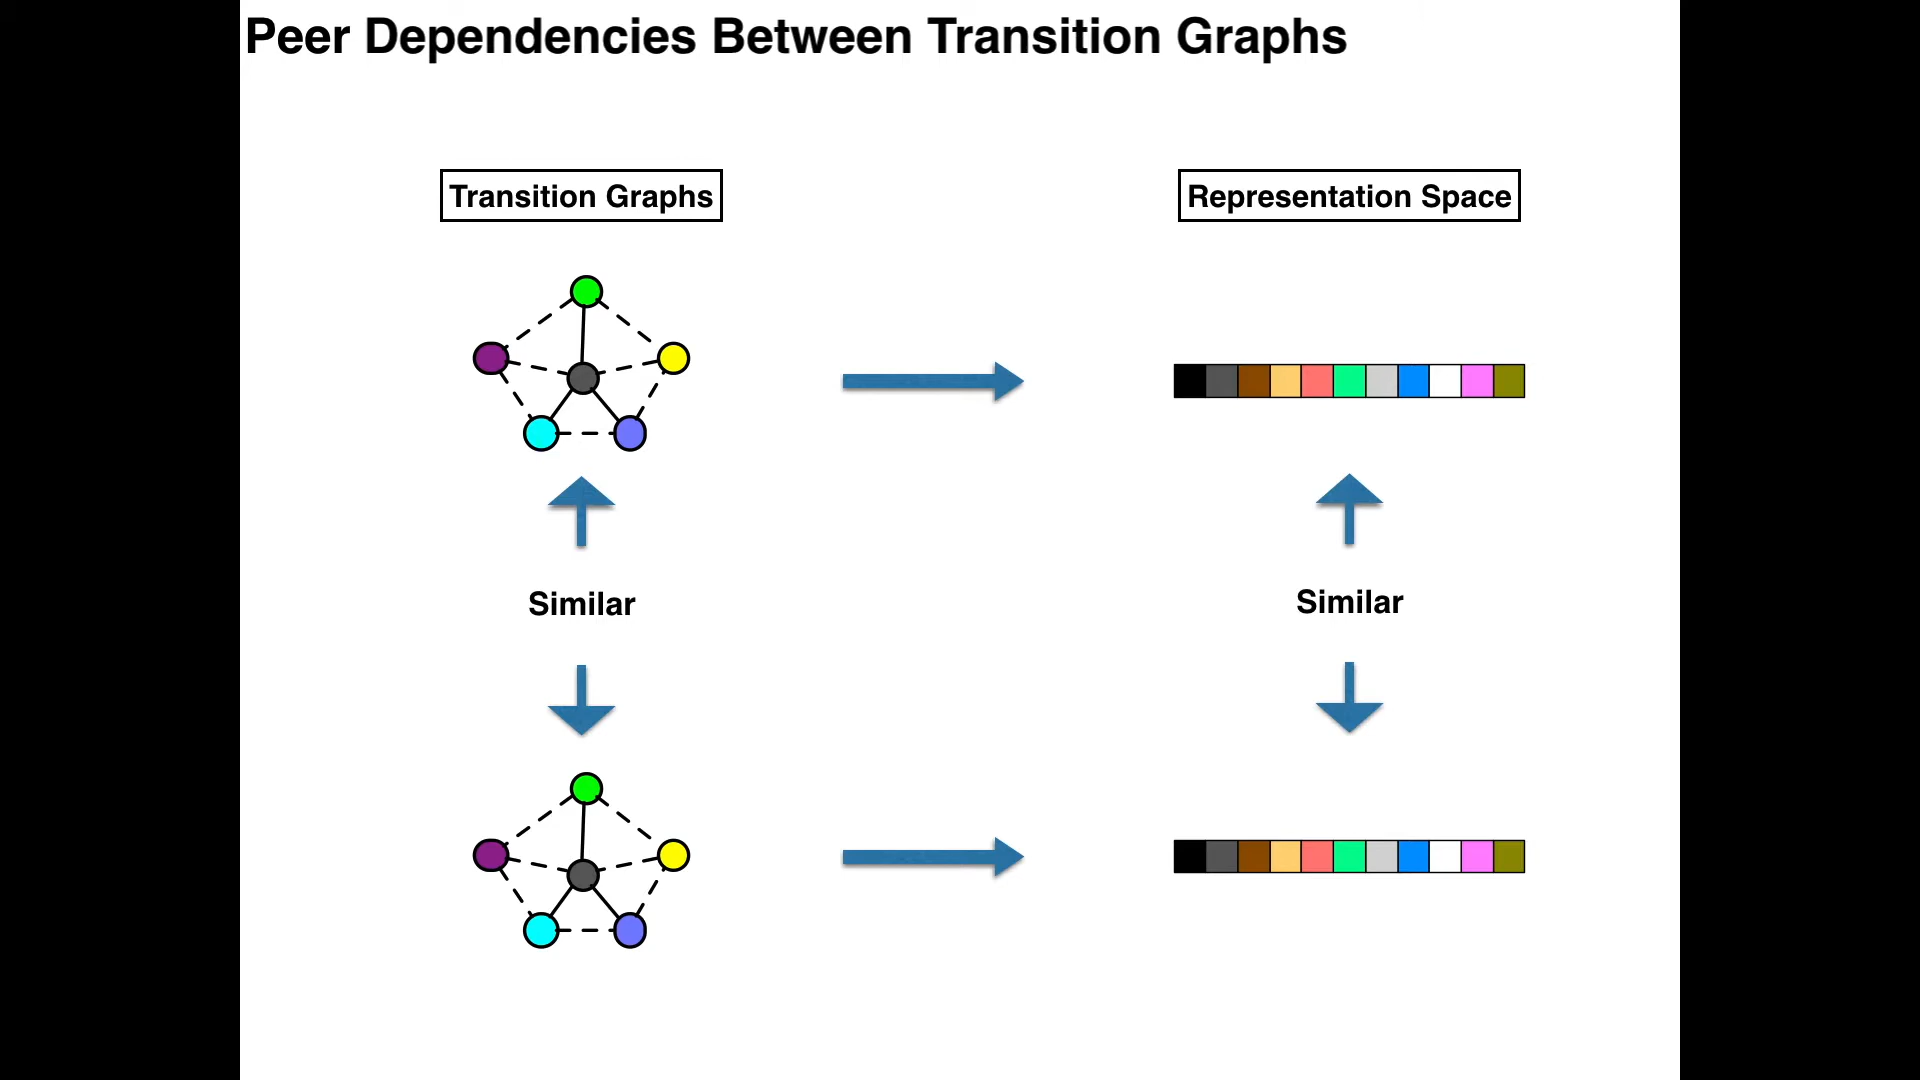 Peer Dependencies Between Transition Graphs
Transition Graphs
Representation Space
Similar
Similar